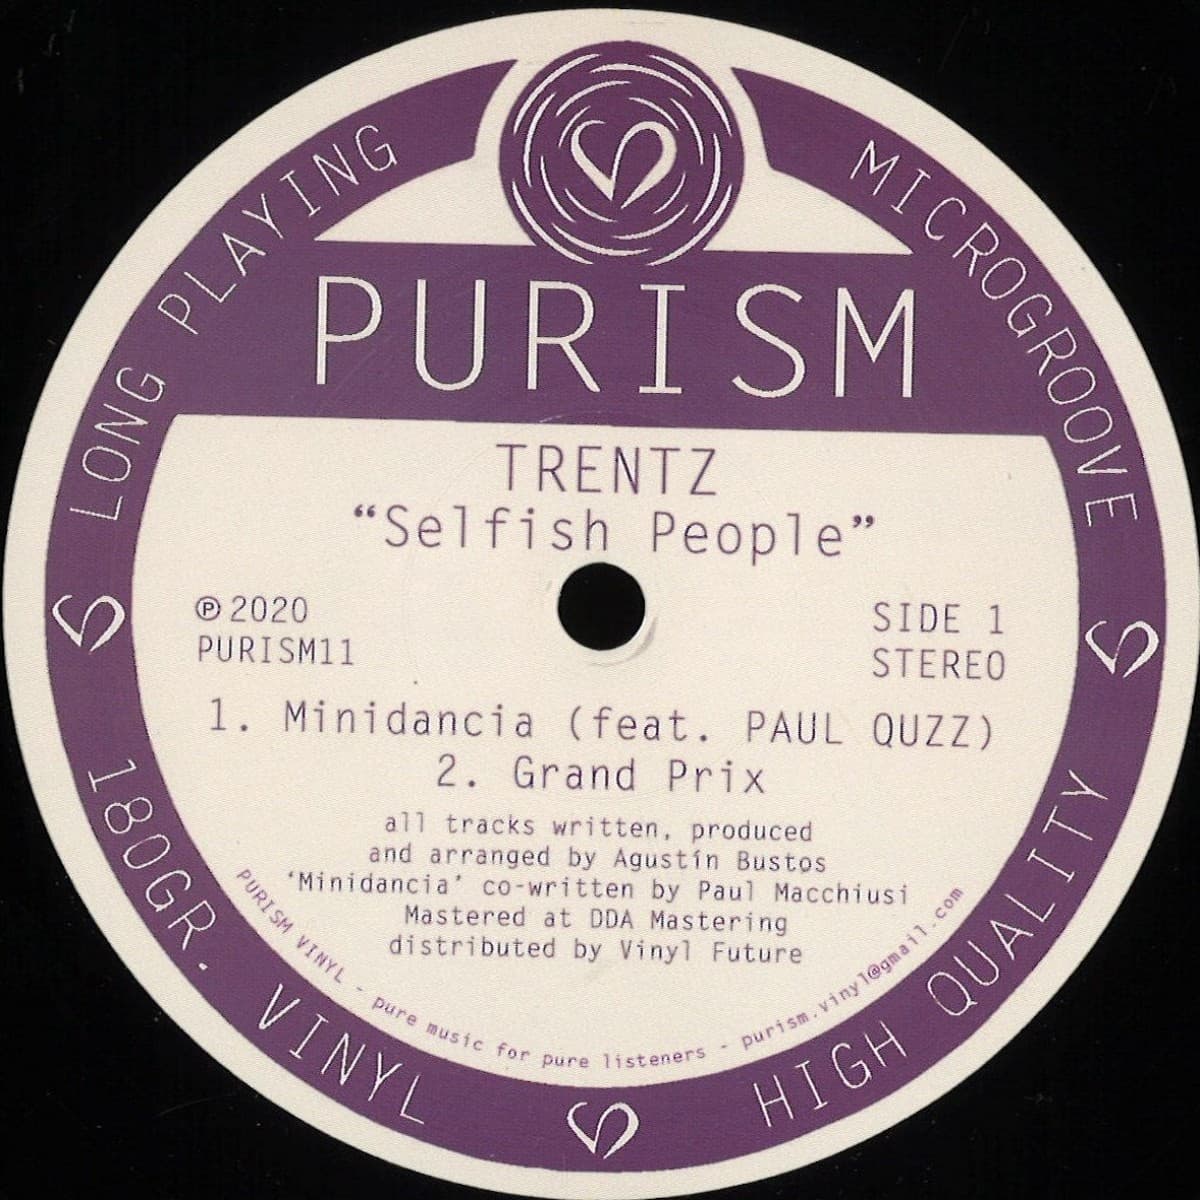 LONG PLAYING
MICROGROOVE
PURISM
TRENTZ
“Selfish People”
℗ 2020
PURISM11
SIDE 1
STEREO
1. Minidancia (feat. PAUL QUZZ)
2. Grand Prix
all tracks written, produced
and arranged by Agustín Bustos
‘Minidancia’ co-written by Paul Macchiusi
Mastered at DDA Mastering
distributed by Vinyl Future
PURISM VINYL - pure music for pure listeners - purism.vinyl@gmail.com
180GR. VINYL
HIGH QUALITY